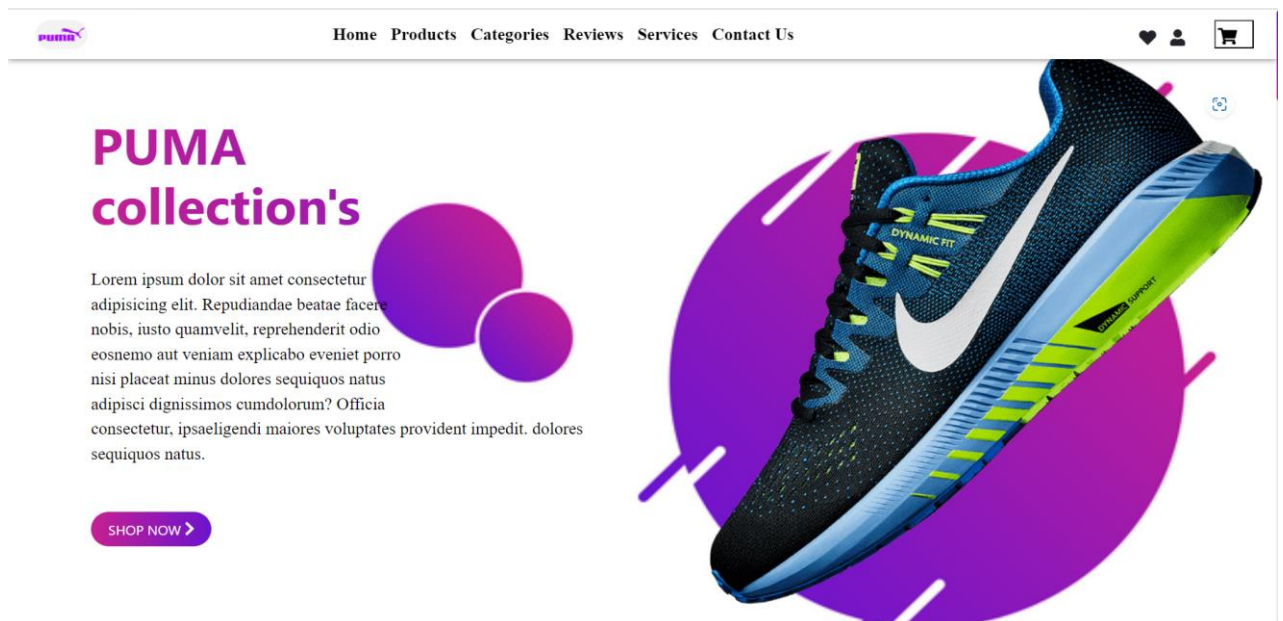 PUMA
Home Products Categories Reviews Services Contact Us
PUMA
collection's
Lorem ipsum dolor sit amet consectetur
adipisicing elit. Repudiandae beatae facere
nobis, iusto quamvelit, reprehenderit odio
eosnemo aut veniam explicabo eveniet porro
nisi placeat minus dolores sequiquos natus
adipisci dignissimos cumdolorum? Officia
consectetur, ipsaeligendi maiores voluptates provident impedit. dolores
sequiquos natus.
SHOP NOW
DYNAMIC FIT
DYNAMIC SUPPORT